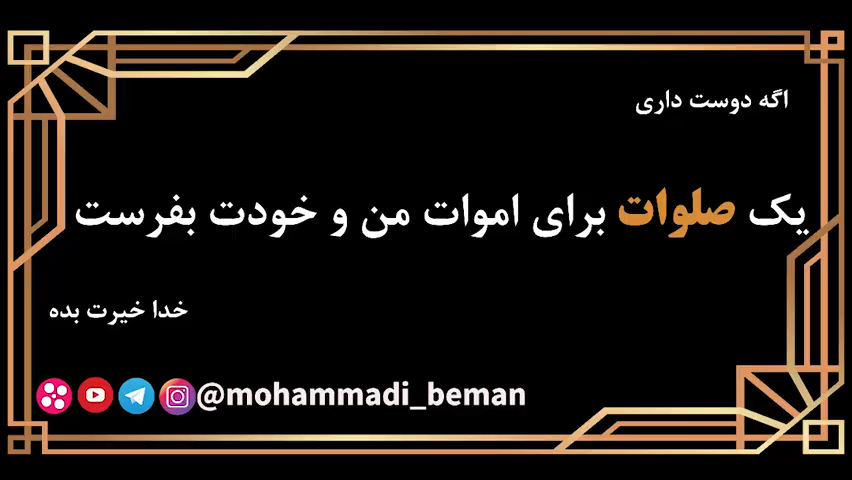 اگه دوست داری
یک صلوات برای اموات من و خودت بفرست
خدا خیرت بده
@mohammadi_beman